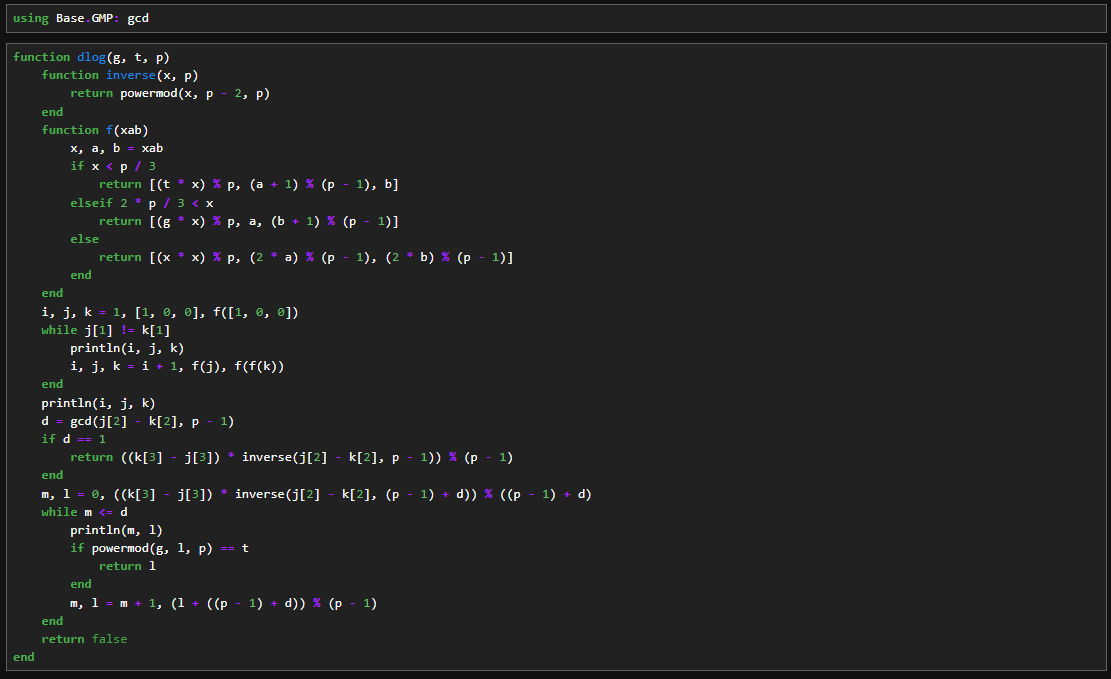 using Base.GMP: gcd
function dlog(g, t, p)
    function inverse(x, p)
        return powermod(x, p - 2, p)
    end
    function f(xab)
        x, a, b = xab
        if x < p / 3
            return [(t * x) % p, (a + 1) % (p - 1), b]
        elseif 2 * p / 3 < x
            return [(g * x) % p, a, (b + 1) % (p - 1)]
        else
            return [(x * x) % p, (2 * a) % (p - 1), (2 * b) % (p - 1)]
        end
    end
    i, j, k = 1, [1, 0, 0], f([1, 0, 0])
    while j[1] != k[1]
        println(i, j, k)
        i, j, k = i + 1, f(j), f(f(k))
    end
    println(i, j, k)
    d = gcd(j[2] - k[2], p - 1)
    if d == 1
        return ((k[3] - j[3]) * inverse(j[2] - k[2], p - 1)) % (p - 1)
    end
    m, l = 0, ((k[3] - j[3]) * inverse(j[2] - k[2], (p - 1) + d)) % ((p - 1) + d)
    while m <= d
        println(m, l)
        if powermod(g, l, p) == t
            return l
        end
        m, l = m + 1, (l + ((p - 1) + d)) % (p - 1)
    end
    return false
end